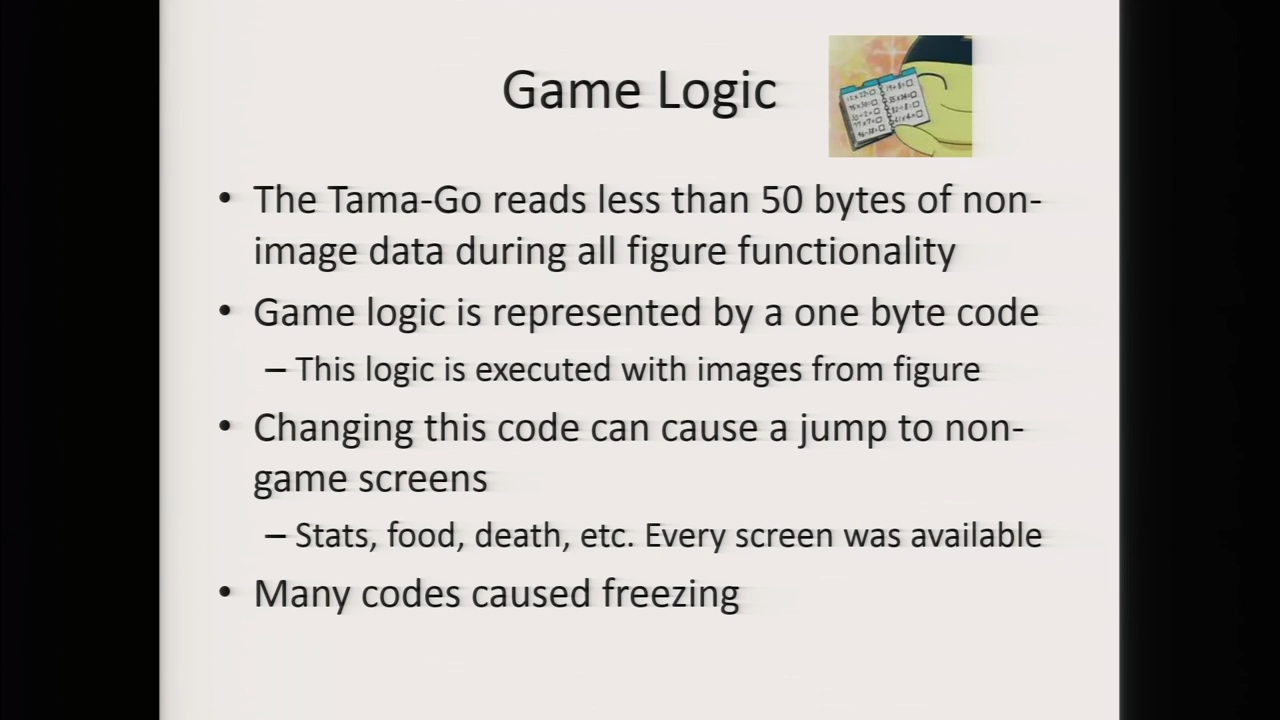 Game Logic
• The Tama-Go reads less than 50 bytes of non-
image data during all figure functionality
• Game logic is represented by a one byte code
– This logic is executed with images from figure
• Changing this code can cause a jump to non-
game screens
– Stats, food, death, etc. Every screen was available
• Many codes caused freezing